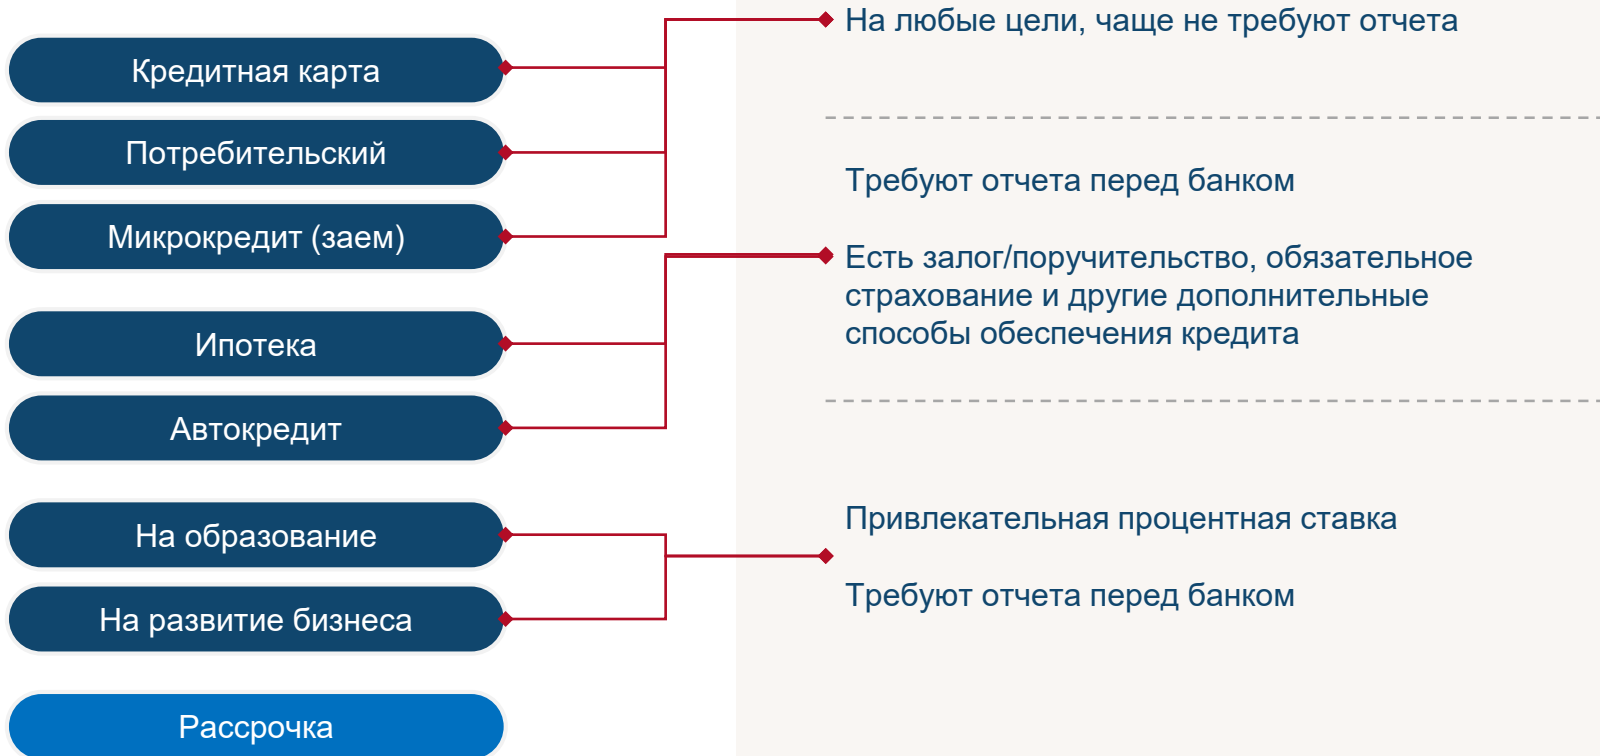 Кредитная карта
Потребительский
Микрокредит (заем)
Ипотека
Автокредит
На образование
На развитие бизнеса
Рассрочка
На любые цели, чаще не требуют отчета
Требуют отчета перед банком
Есть залог/поручительство, обязательное
страхование и другие дополнительные
способы обеспечения кредита
Привлекательная процентная ставка
Требуют отчета перед банком